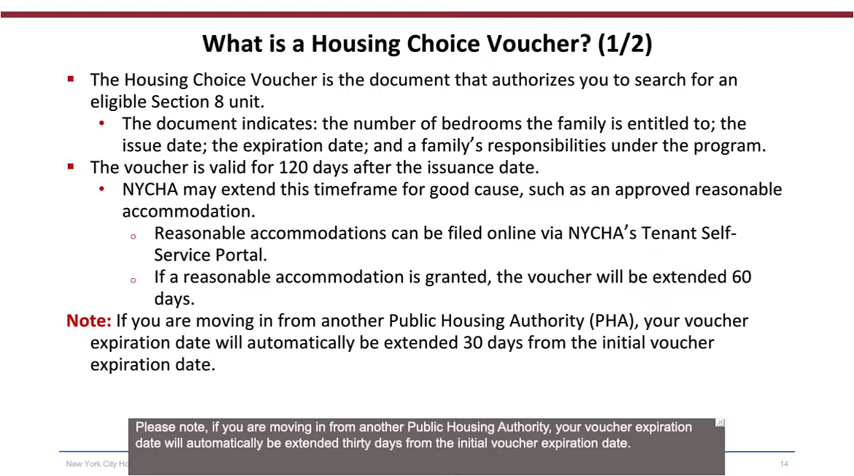 What is a Housing Choice Voucher? (1/2)
▪ The Housing Choice Voucher is the document that authorizes you to search for an
eligible Section 8 unit.
• The document indicates: the number of bedrooms the family is entitled to; the
issue date; the expiration date; and a family's responsibilities under the program.
▪ The voucher is valid for 120 days after the issuance date.
• NYCHA may extend this timeframe for good cause, such as an approved reasonable
accommodation.
o Reasonable accommodations can be filed online via NYCHA's Tenant Self-
Service Portal.
o If a reasonable accommodation is granted, the voucher will be extended 60
days.
Note: If you are moving in from another Public Housing Authority (PHA), your voucher
expiration date will automatically be extended 30 days from the initial voucher
expiration date.
Please note, if you are moving in from another Public Housing Authority, your voucher expiration
date will automatically be extended thirty days from the initial voucher expiration date.
New York City Ho
14